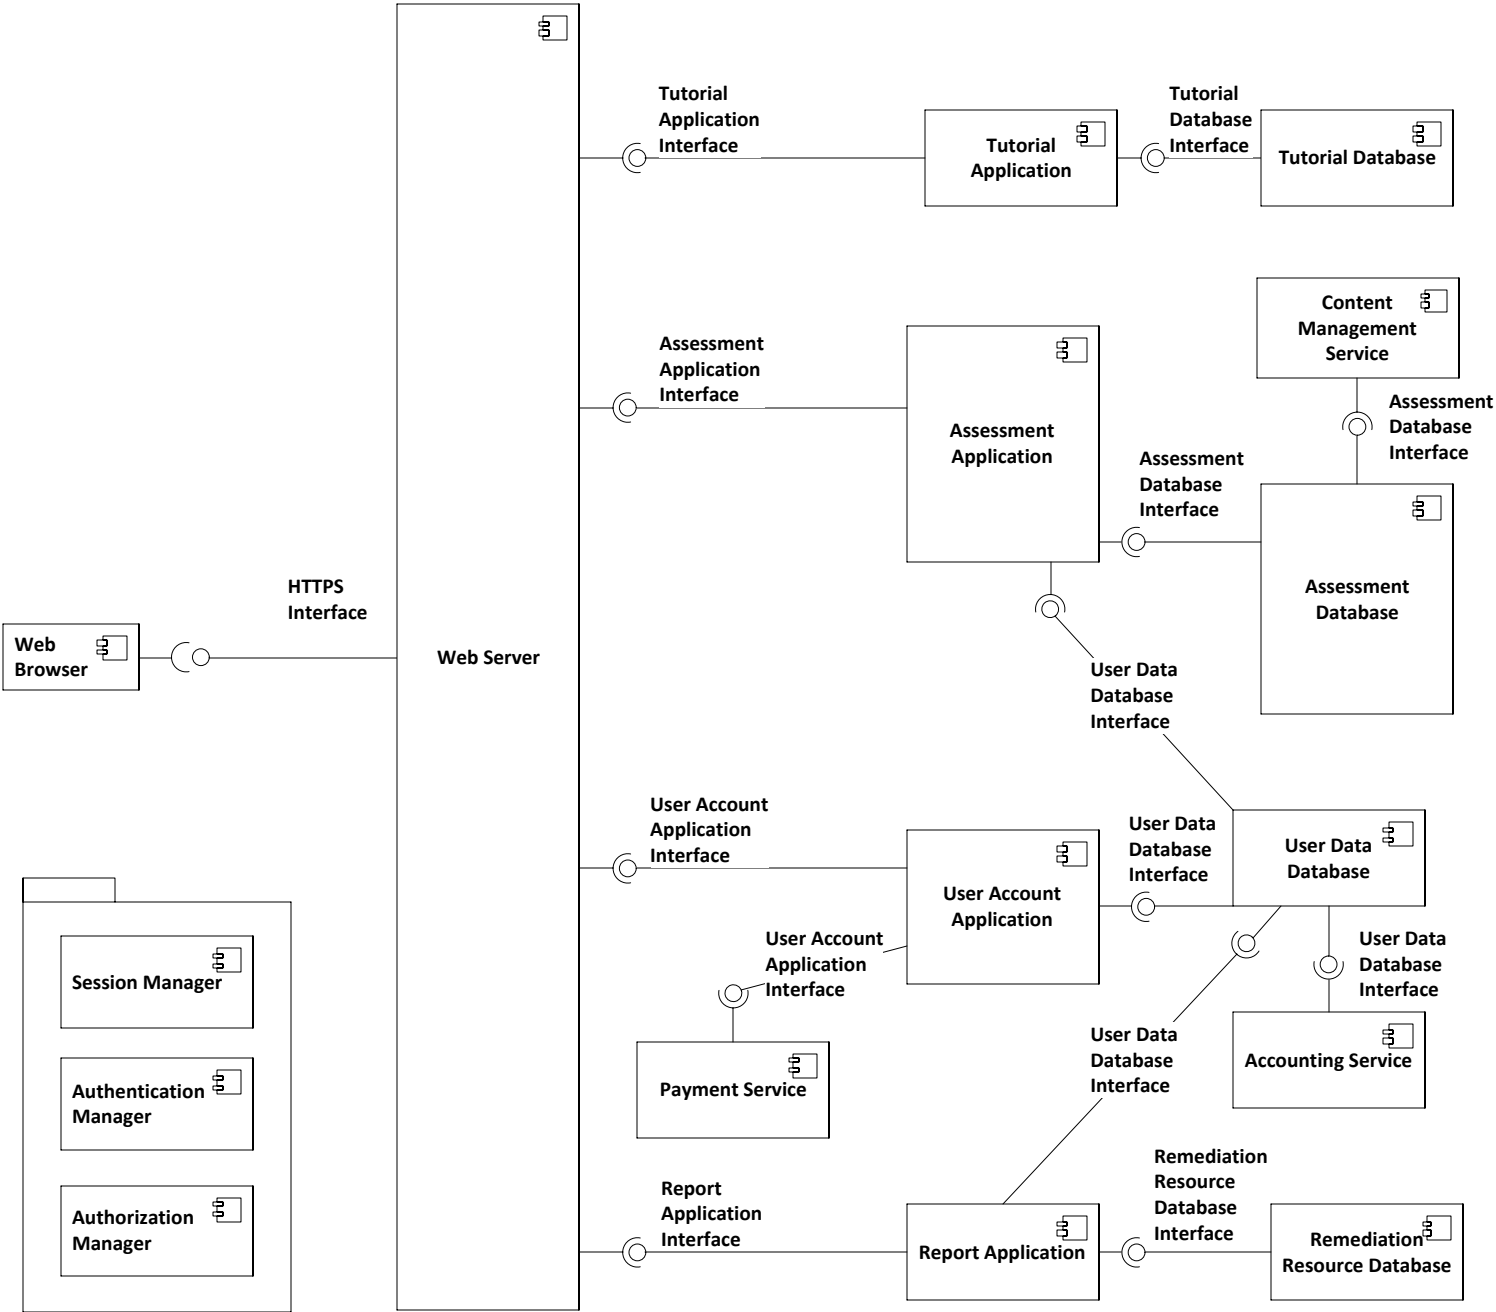 Tutorial
Application
Interface
Tutorial
Database
Interface
Tutorial
Application
Tutorial Database
Content
Management
Service
Assessment
Application
Interface
Assessment
Database
Interface
Assessment
Application
Assessment
Database
Interface
Assessment
Database
HTTPS
Interface
Web
Browser
Web Server
User Data
Database
Interface
User Account
Application
Interface
User Data
Database
Interface
User Data
Database
User Account
Application
User Account
Application
Interface
User Data
Database
Interface
Session Manager
Authentication
Manager
Authorization
Manager
Payment Service
User Data
Database
Interface
Accounting Service
Report
Application
Interface
Remediation
Resource
Database
Interface
Report Application
Remediation
Resource Database